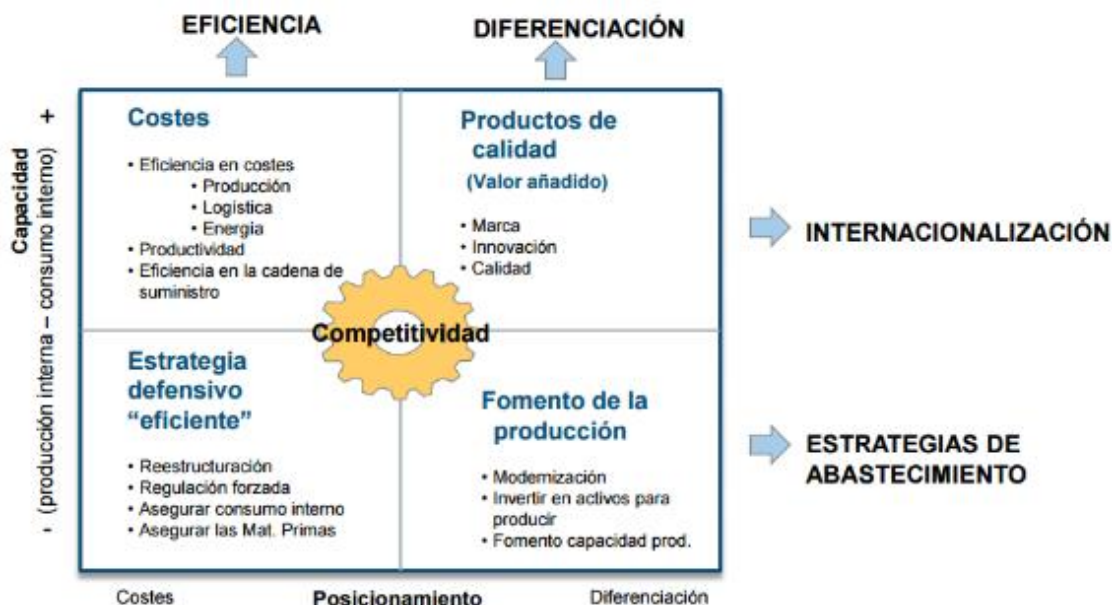 EFICIENCIA
DIFERENCIACIÓN
Capacidad
- (producción interna – consumo interno) +
Costes
• Eficiencia en costes
• Producción
• Logística
• Energia
• Productividad
• Eficiencia en la cadena de
suministro
Productos de
calidad
(Valor añadido)
• Marca
• Innovación
• Calidad
INTERNACIONALIZACIÓN
Competitividad
Estrategia
defensivo
“eficiente”
• Reestructuración
• Regulación forzada
• Asegurar consumo interno
• Asegurar las Mat. Primas
Fomento de la
producción
• Modernización
• Invertir en activos para
producir
• Fomento capacidad prod.
ESTRATEGIAS DE
ABASTECIMIENTO
Costes
Posicionamiento
Diferenciación